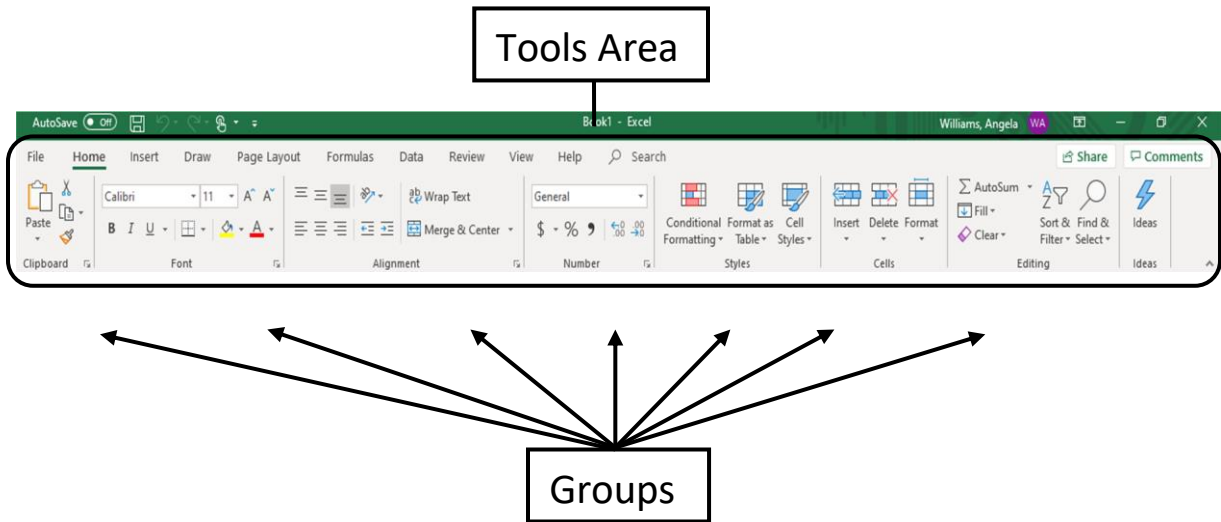 Tools Area
AutoSave Off Book1 - Excel Williams, Angela WA
File Home Insert Draw Page Layout Formulas Data Review View Help Search Share Comments
Paste Calibri 11 A A ab Wrap Text General Conditional Formatting Format as Table Cell Styles Insert Delete Format AutoSum Fill Clear Sort & Filter Find & Select Ideas
B I U A Merge & Center $ % , .00 .00
Clipboard Font Alignment Number Styles Cells Editing Ideas
Groups